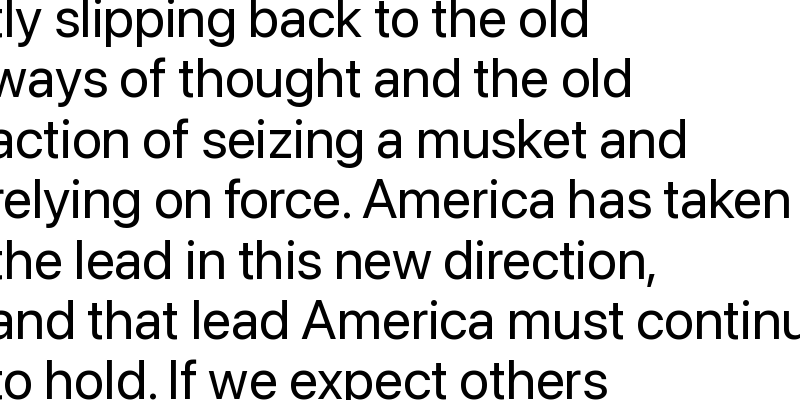 tly slipping back to the old
ways of thought and the old
action of seizing a musket and
relying on force. America has taken
the lead in this new direction,
and that lead America must continu
to hold. If we expect others